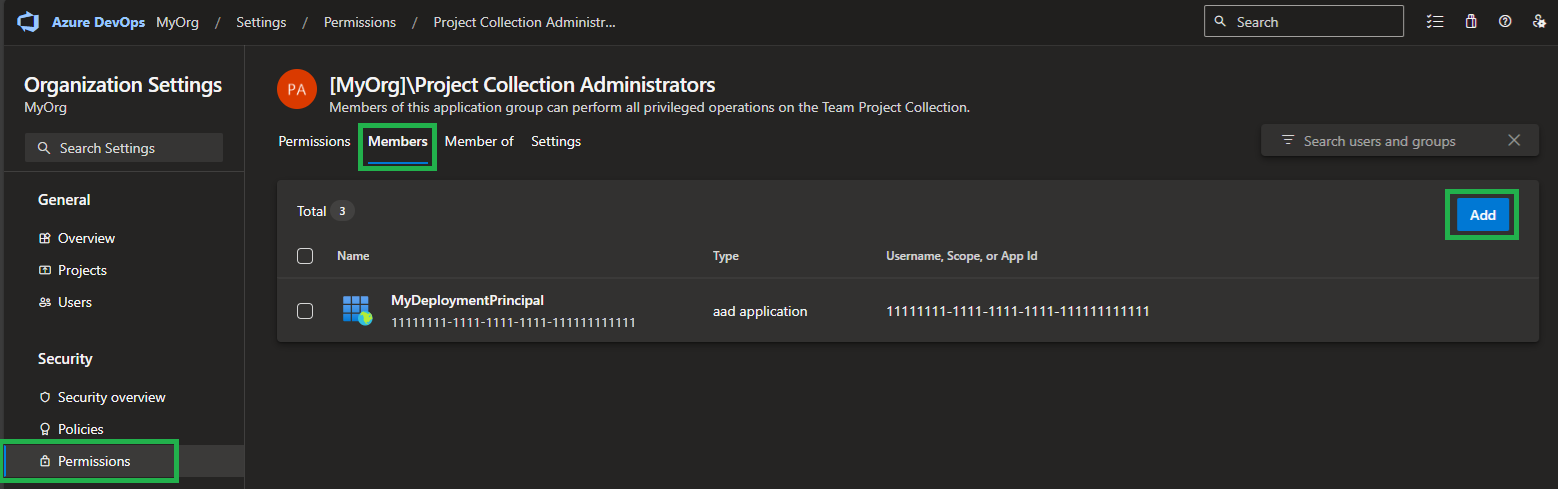 Azure DevOps MyOrg / Settings / Permissions / Project Collection Administr... Search
Organization Settings
MyOrg
Search Settings
General
Overview
Projects
Users
Security
Security overview
Policies
Permissions
PA
[MyOrg]\Project Collection Administrators
Members of this application group can perform all privileged operations on the Team Project Collection.
Permissions Members Member of Settings Search users and groups
Total 3 Add
Name Type Username, Scope, or App Id
MyDeploymentPrincipal
11111111-1111-1111-1111-111111111111
aad application 11111111-1111-1111-1111-111111111111